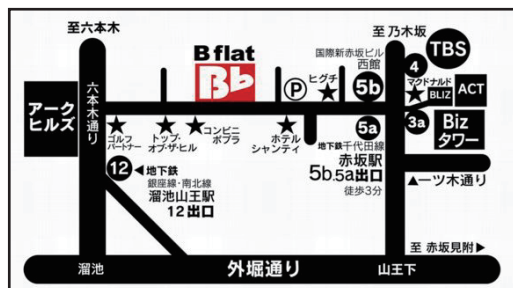 至六本木
至乃木坂
B flat
Bb
国際新赤坂ビル
西館
TBS
4
P
ヒグチ
5b
マクドナルド
BLIZ
ACT
アーク
ヒルズ
六本木通り
ゴルフ
パートナー
トップ・
オブ・ザ・ヒル
コンビニ
ポプラ
ホテル
シャンティ
5a
3a
Biz
タワー
12
◀地下鉄
銀座線・南北線
溜池山王駅
12出口
地下鉄千代田線
赤坂駅
5b.5a出口
徒歩3分
▲一ツ木通り
至 赤坂見附▶
溜池
外堀通り
山王下